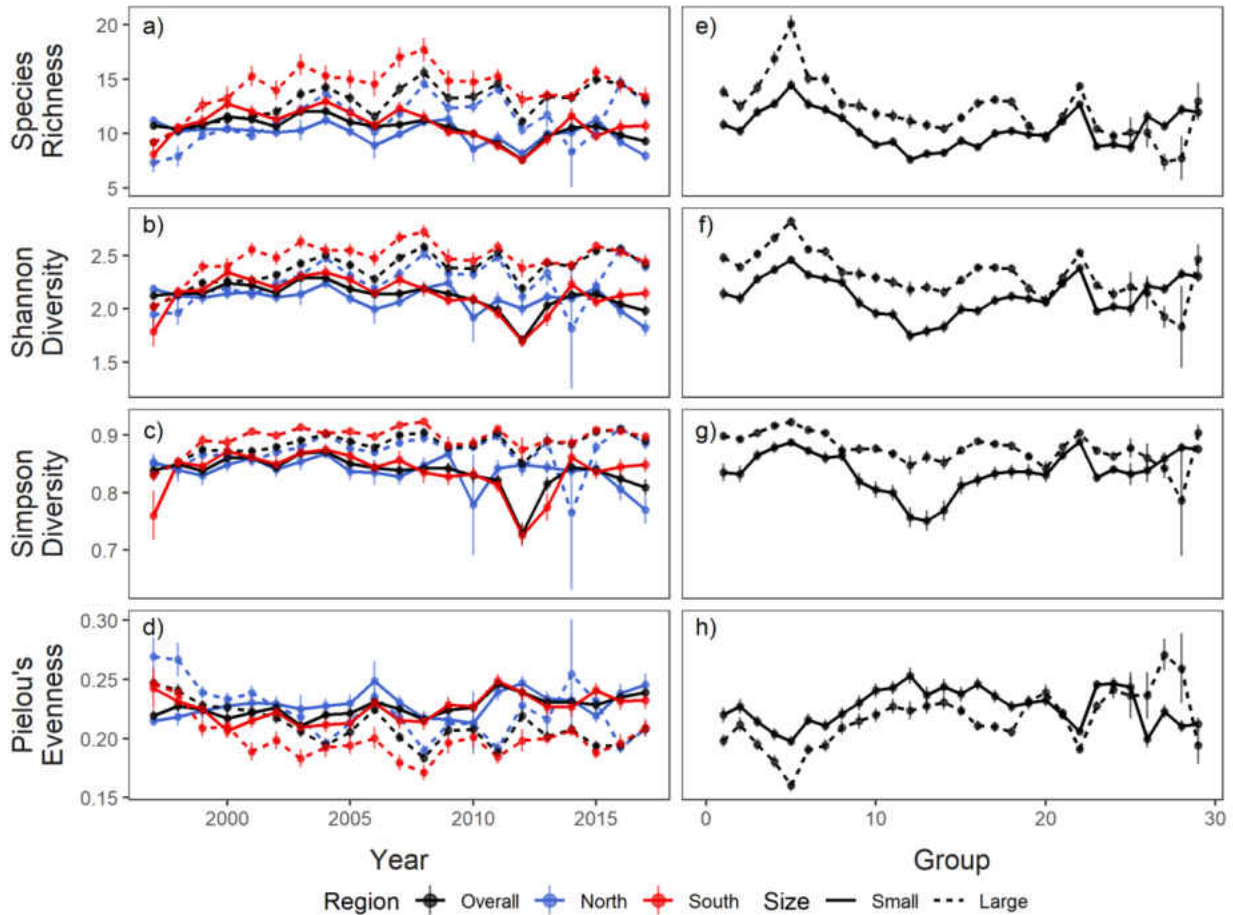 Species
Richness
a)
e)
20
15
10
5
Shannon
Diversity
b)
f)
2.5
2.0
1.5
Simpson
Diversity
c)
g)
0.9
0.8
0.7
Pielou's
Evenness
d)
h)
0.30
0.25
0.20
0.15
2000 2005 2010 2015 0 10 20 30
Year Group
Region Overall North South Size Small Large